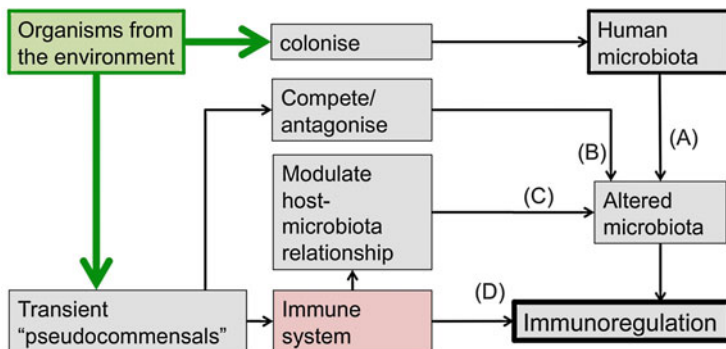 Organisms from
the environment
colonise
Human
microbiota
Compete/
antagonise
(B)
(A)
Modulate
host-
microbiota
relationship
(C)
Altered
microbiota
Transient
“pseudocommensals”
Immune
system
(D)
Immunoregulation